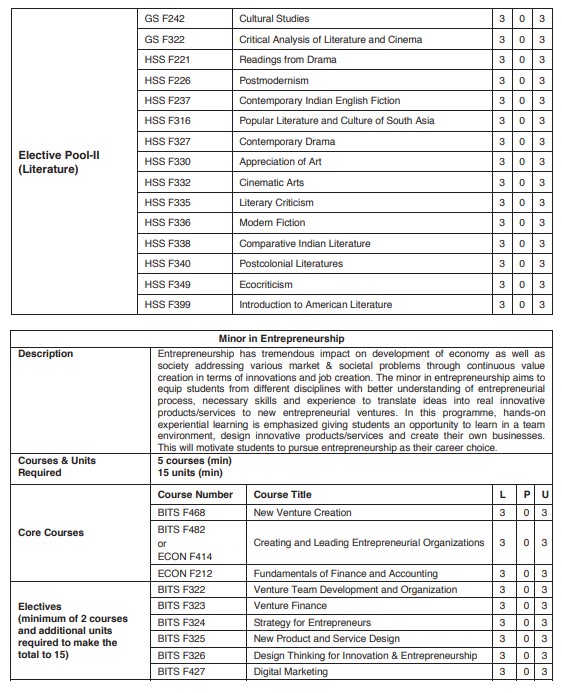 GS F242 Cultural Studies 3 0 3
GS F322 Critical Analysis of Literature and Cinema 3 0 3
HSS F221 Readings from Drama 3 0 3
HSS F226 Postmodernism 3 0 3
HSS F237 Contemporary Indian English Fiction 3 0 3
HSS F316 Popular Literature and Culture of South Asia 3 0 3
HSS F327 Contemporary Drama 3 0 3
Elective Pool-II
(Literature)
HSS F330 Appreciation of Art 3 0 3
HSS F332 Cinematic Arts 3 0 3
HSS F335 Literary Criticism 3 0 3
HSS F336 Modern Fiction 3 0 3
HSS F338 Comparative Indian Literature 3 0 3
HSS F340 Postcolonial Literatures 3 0 3
HSS F349 Ecocriticism 3 0 3
HSS F399 Introduction to American Literature 3 0 3
Minor in Entrepreneurship
Description
Entrepreneurship has tremendous impact on development of economy as well as
society addressing various market & societal problems through continuous value
creation in terms of innovations and job creation. The minor in entrepreneurship aims to
equip students from different disciplines with better understanding of entrepreneurial
process, necessary skills and experience to translate ideas into real innovative
products/services to new entrepreneurial ventures. In this programme, hands-on
experiential learning is emphasized giving students an opportunity to learn in a team
environment, design innovative products/services and create their own businesses.
This will motivate students to pursue entrepreneurship as their career choice.
Courses & Units
Required
5 courses (min)
15 units (min)
Core Courses
Course Number Course Title L P U
BITS F468 New Venture Creation 3 0 3
BITS F482
or
ECON F414
Creating and Leading Entrepreneurial Organizations 3 0 3
ECON F212 Fundamentals of Finance and Accounting 3 0 3
Electives
(minimum of 2 courses
and additional units
required to make the
total to 15)
BITS F322 Venture Team Development and Organization 3 0 3
BITS F323 Venture Finance 3 0 3
BITS F324 Strategy for Entrepreneurs 3 0 3
BITS F325 New Product and Service Design 3 0 3
BITS F326 Design Thinking for Innovation & Entrepreneurship 3 0 3
BITS F427 Digital Marketing 3 0 3